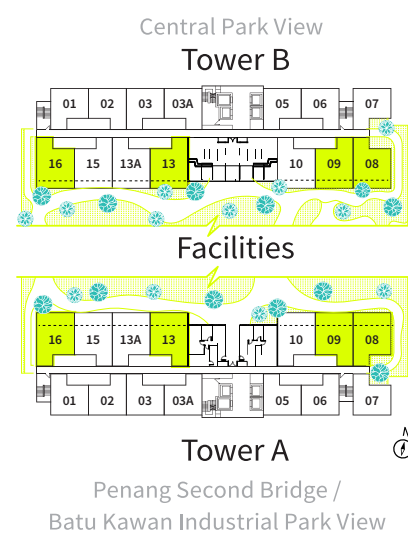 Central Park View
Tower B
01 02 03 03A 05 06 07
16 15 13A 13 10 09 08
Facilities
16 15 13A 13 10 09 08
01 02 03 03A 05 06 07
Tower A
N
Penang Second Bridge /
Batu Kawan Industrial Park View